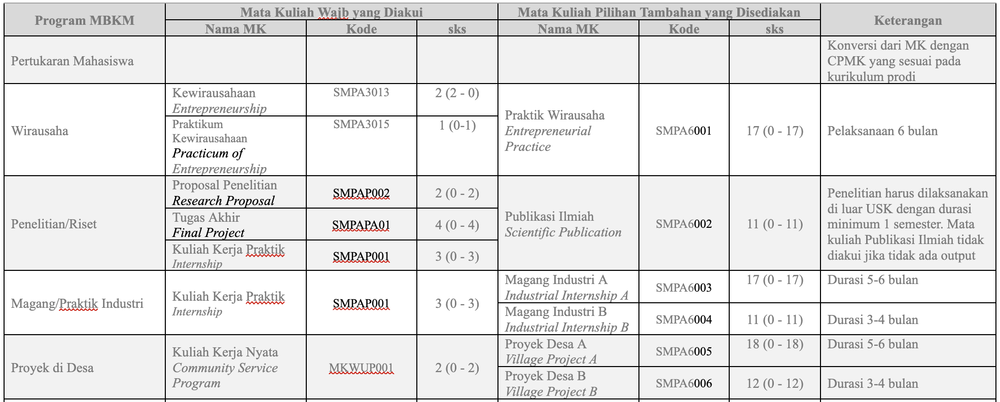 Program MBKM
Mata Kuliah Wajb yang Diakui
Mata Kuliah Pilihan Tambahan yang Disediakan
Keterangan
Nama MK
Kode
sks
Nama MK
Kode
sks
Pertukaran Mahasiswa
Konversi dari MK dengan
CPMK yang sesuai pada
kurikulum prodi
Wirausaha
Kewirausahaan
Entrepreneurship
SMPA3013
2 (2 - 0)
Praktikum
Kewirausahaan
Practicum of
Entrepreneurship
SMPA3015
1 (0-1)
Praktik Wirausaha
Entrepreneurial
Practice
SMPA6001
17 (0 - 17)
Pelaksanaan 6 bulan
Penelitian/Riset
Proposal Penelitian
Research Proposal
SMPAP002
2 (0 - 2)
Tugas Akhir
Final Project
SMPAPA01
4 (0 - 4)
Kuliah Kerja Praktik
Internship
SMPAP001
3 (0 - 3)
Publikasi Ilmiah
Scientific Publication
SMPA6002
11 (0 - 11)
Penelitian harus dilaksanakan
di luar USK dengan durasi
minimum 1 semester. Mata
kuliah Publikasi Ilmiah tidak
diakui jika tidak ada output
Magang/Praktik Industri
Kuliah Kerja Praktik
Internship
SMPAP001
3 (0 - 3)
Magang Industri A
Industrial Internship A
SMPA6003
17 (0 - 17)
Durasi 5-6 bulan
Magang Industri B
Industrial Internship B
SMPA6004
11 (0 - 11)
Durasi 3-4 bulan
Proyek di Desa
Kuliah Kerja Nyata
Community Service
Program
MKWUP001
2 (0 - 2)
Proyek Desa A
Village Project A
SMPA6005
18 (0 - 18)
Durasi 5-6 bulan
Proyek Desa B
Village Project B
SMPA6006
12 (0 - 12)
Durasi 3-4 bulan